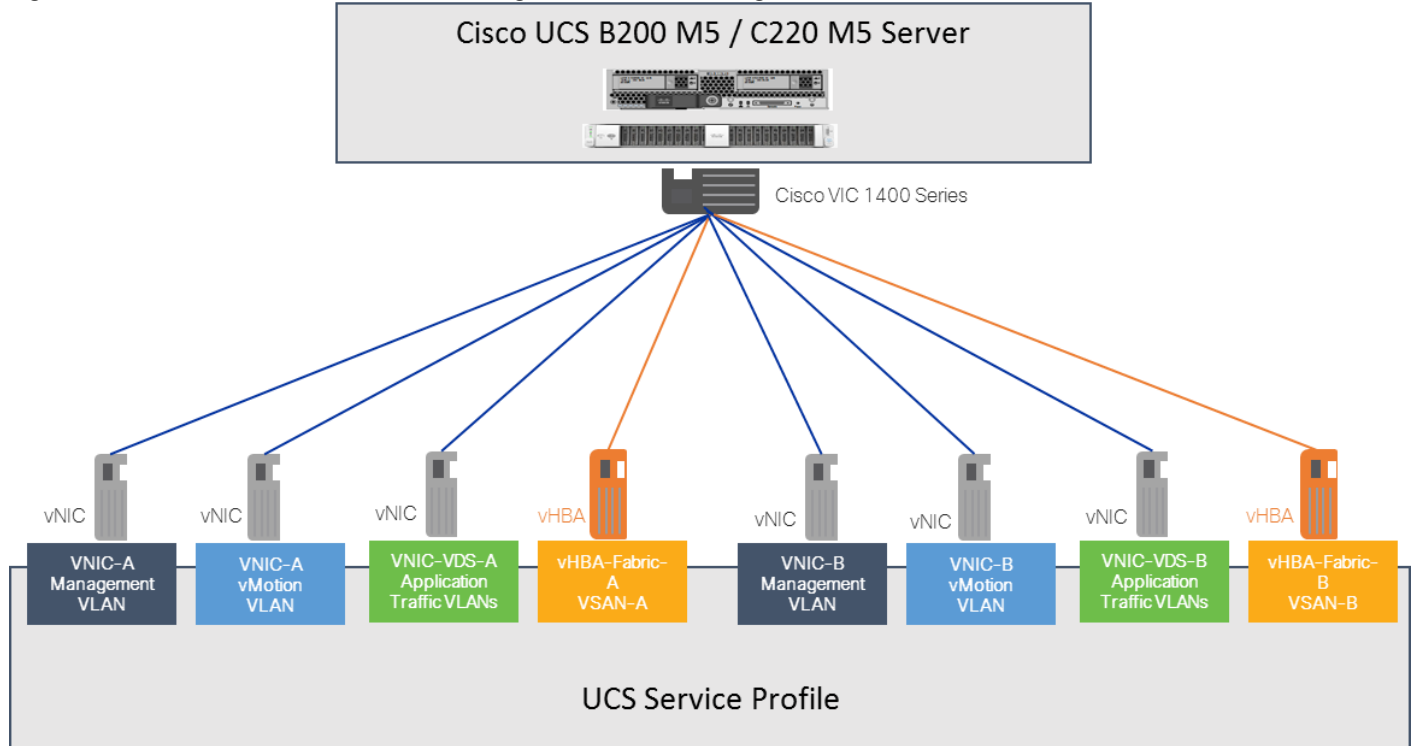 Cisco UCS B200 M5 / C220 M5 Server
Cisco VIC 1400 Series
vNIC
vNIC
vNIC
vHBA
vNIC
vNIC
vNIC
vHBA
VNIC-A
Management
VLAN
VNIC-A
vMotion
VLAN
VNIC-VDS-A
Application
Traffic VLANs
vHBA-Fabric-
A
VSAN-A
VNIC-B
Management
VLAN
VNIC-B
vMotion
VLAN
VNIC-VDS-B
Application
Traffic VLANs
vHBA-Fabric-
B
VSAN-B
UCS Service Profile